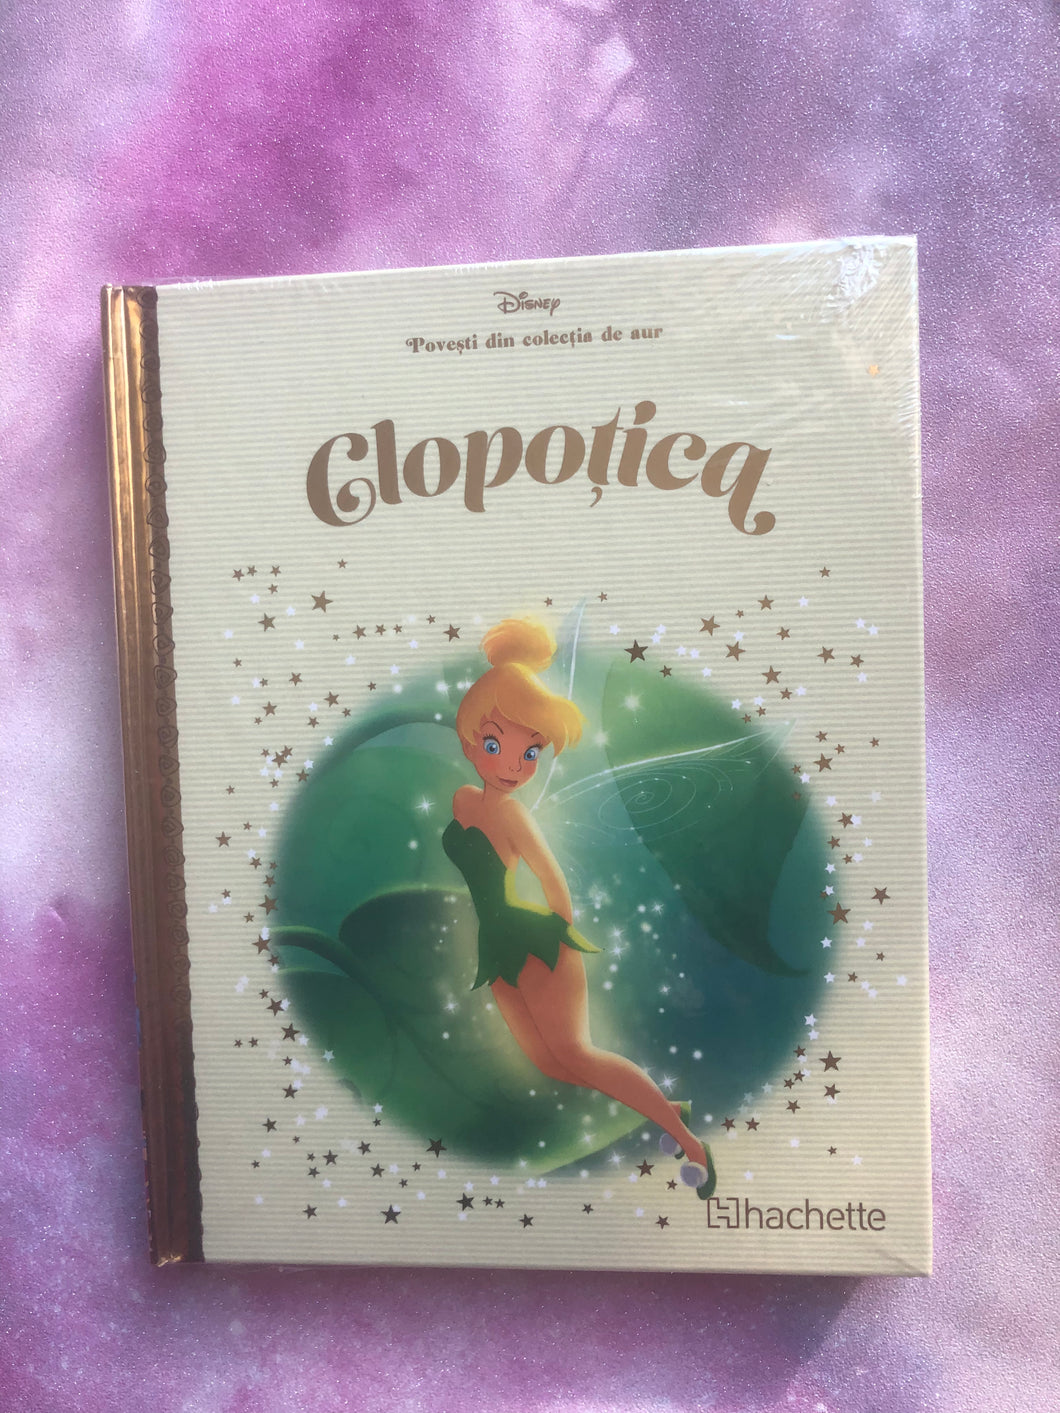 Disney
Povești din colecția de aur
Clopoțica
hachette